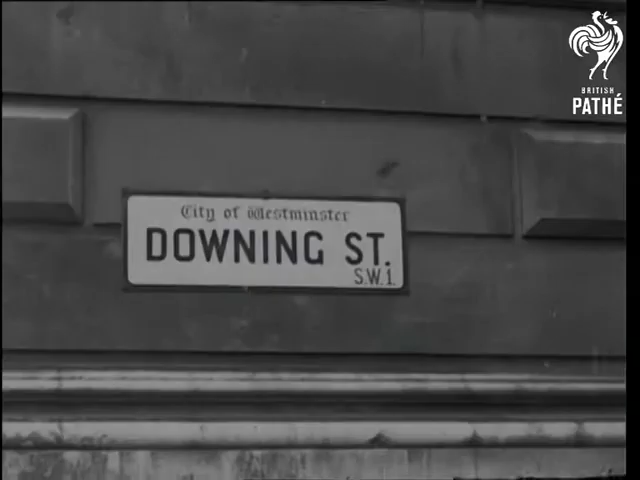 BRITISH
PATHÉ
City of Westminster
DOWNING ST.
S.W.1.